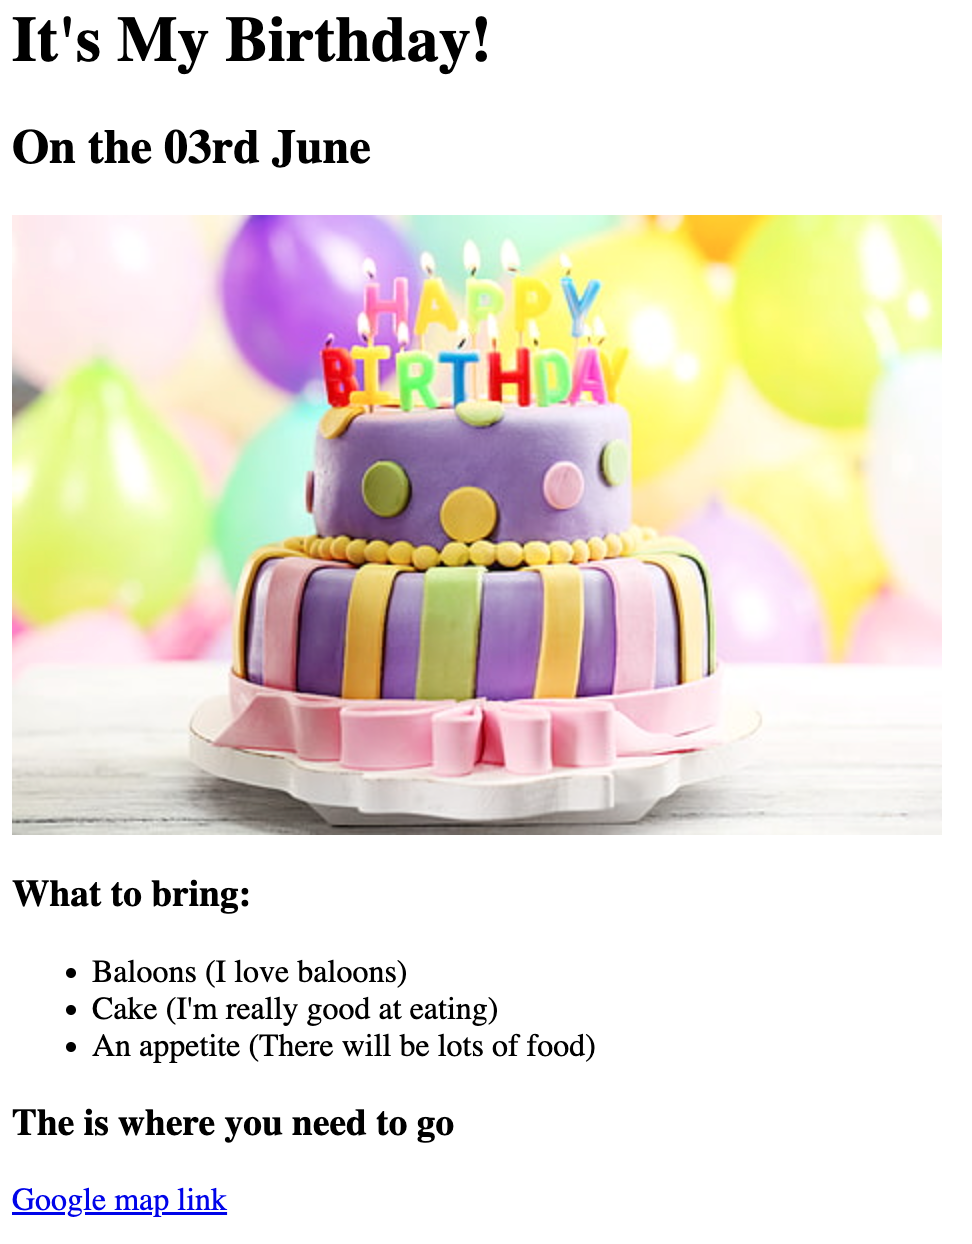 It's My Birthday!
On the 03rd June
HAPPY
BIRTHDAY
What to bring:
Baloons (I love baloons)
Cake (I'm really good at eating)
An appetite (There will be lots of food)
The is where you need to go
Google map link